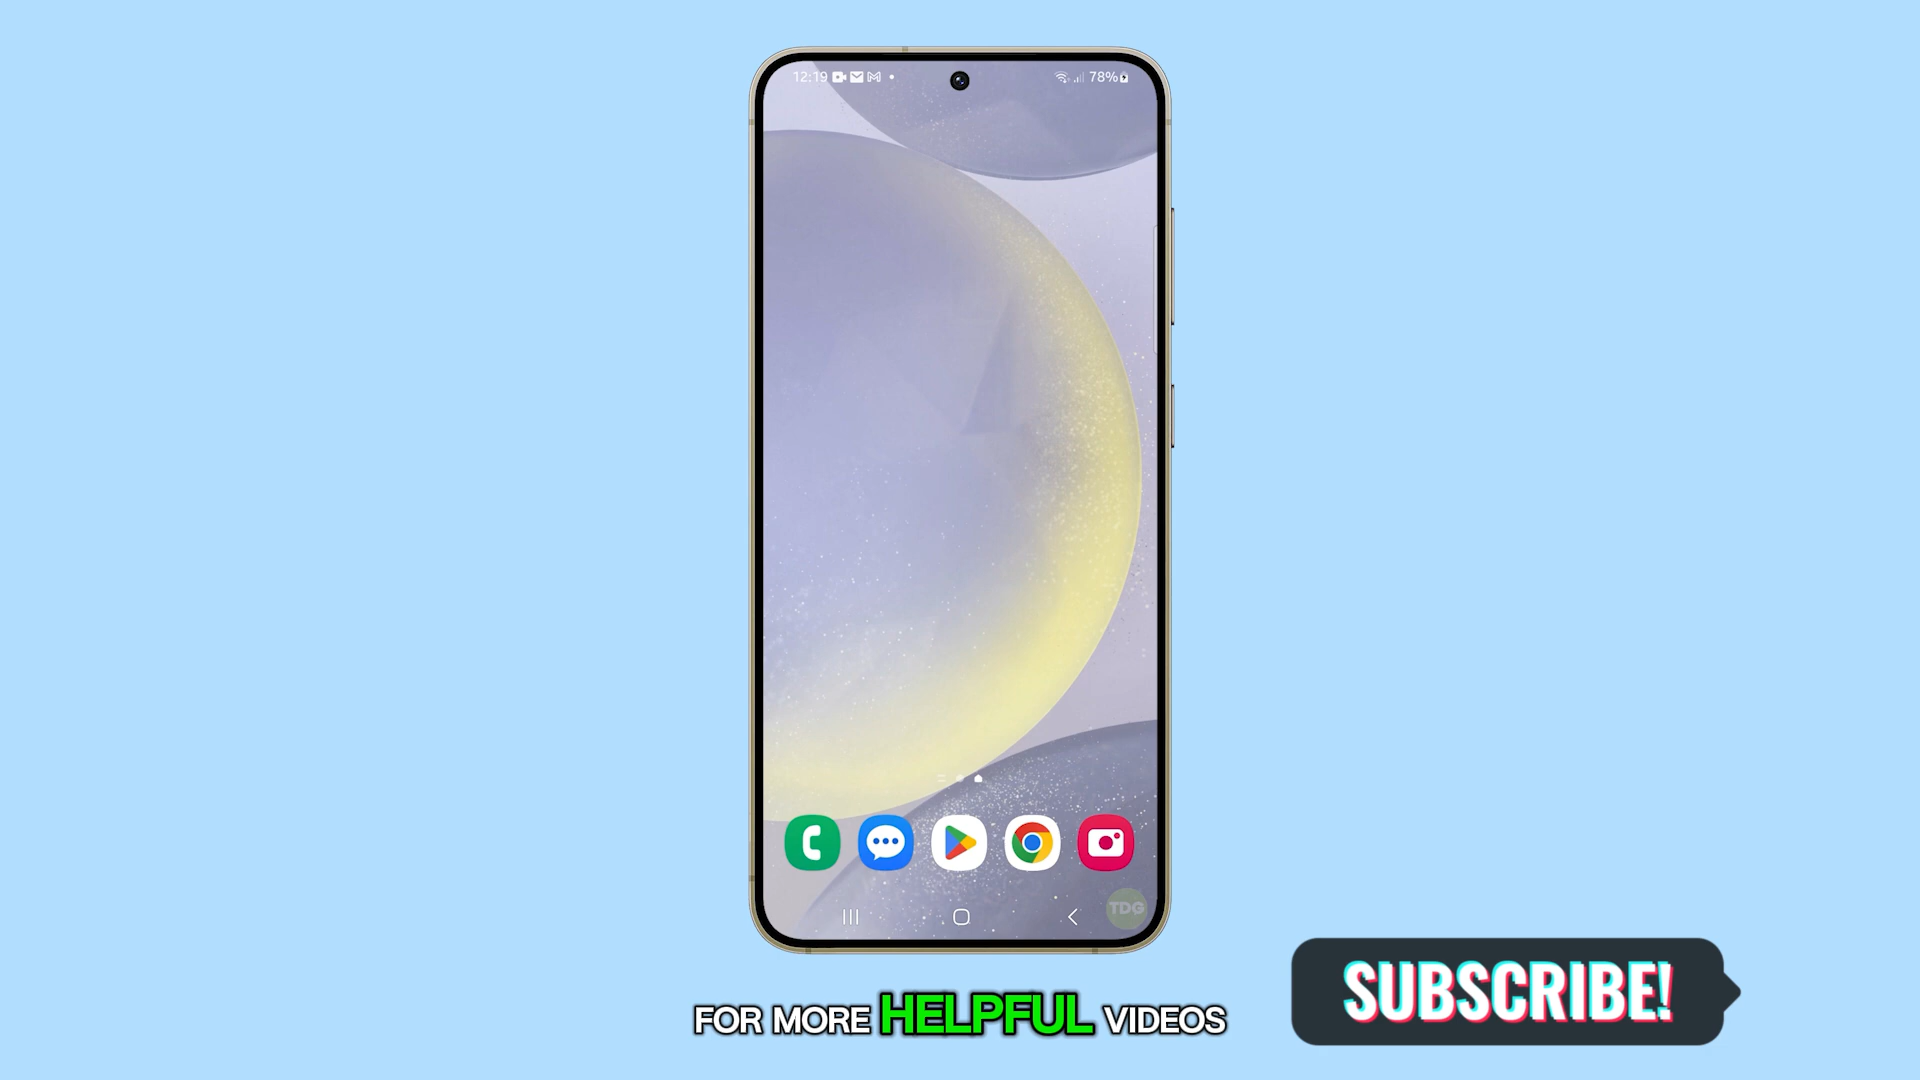 12:19
78%
TDG
FOR MORE HELPFUL VIDEOS
SUBSCRIBE!